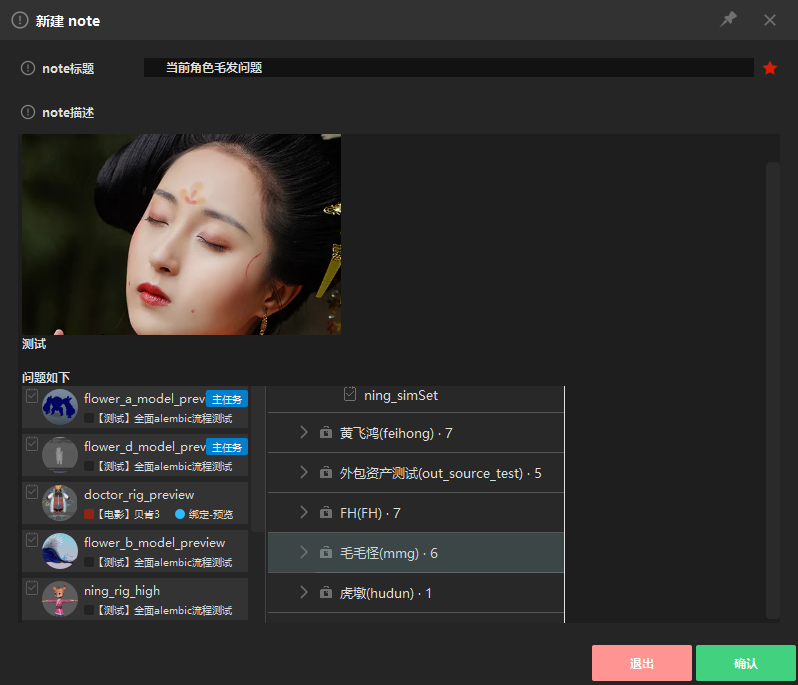 新建 note
note标题
当前角色毛发问题
note描述
测试
问题如下
flower_a_model_prev 主任务
【测试】全面alembic流程测试
flower_d_model_prev 主任务
【测试】全面alembic流程测试
doctor_rig_preview
【电影】贝肯3 绑定-预览
flower_b_model_preview
【测试】全面alembic流程测试
ning_rig_high
【测试】全面alembic流程测试
ning_simSet
黄飞鸿(feihong) · 7
外包资产测试(out_source_test) · 5
FH(FH) · 7
毛毛怪(mmg) · 6
虎墩(hudun) · 1
退出
确认